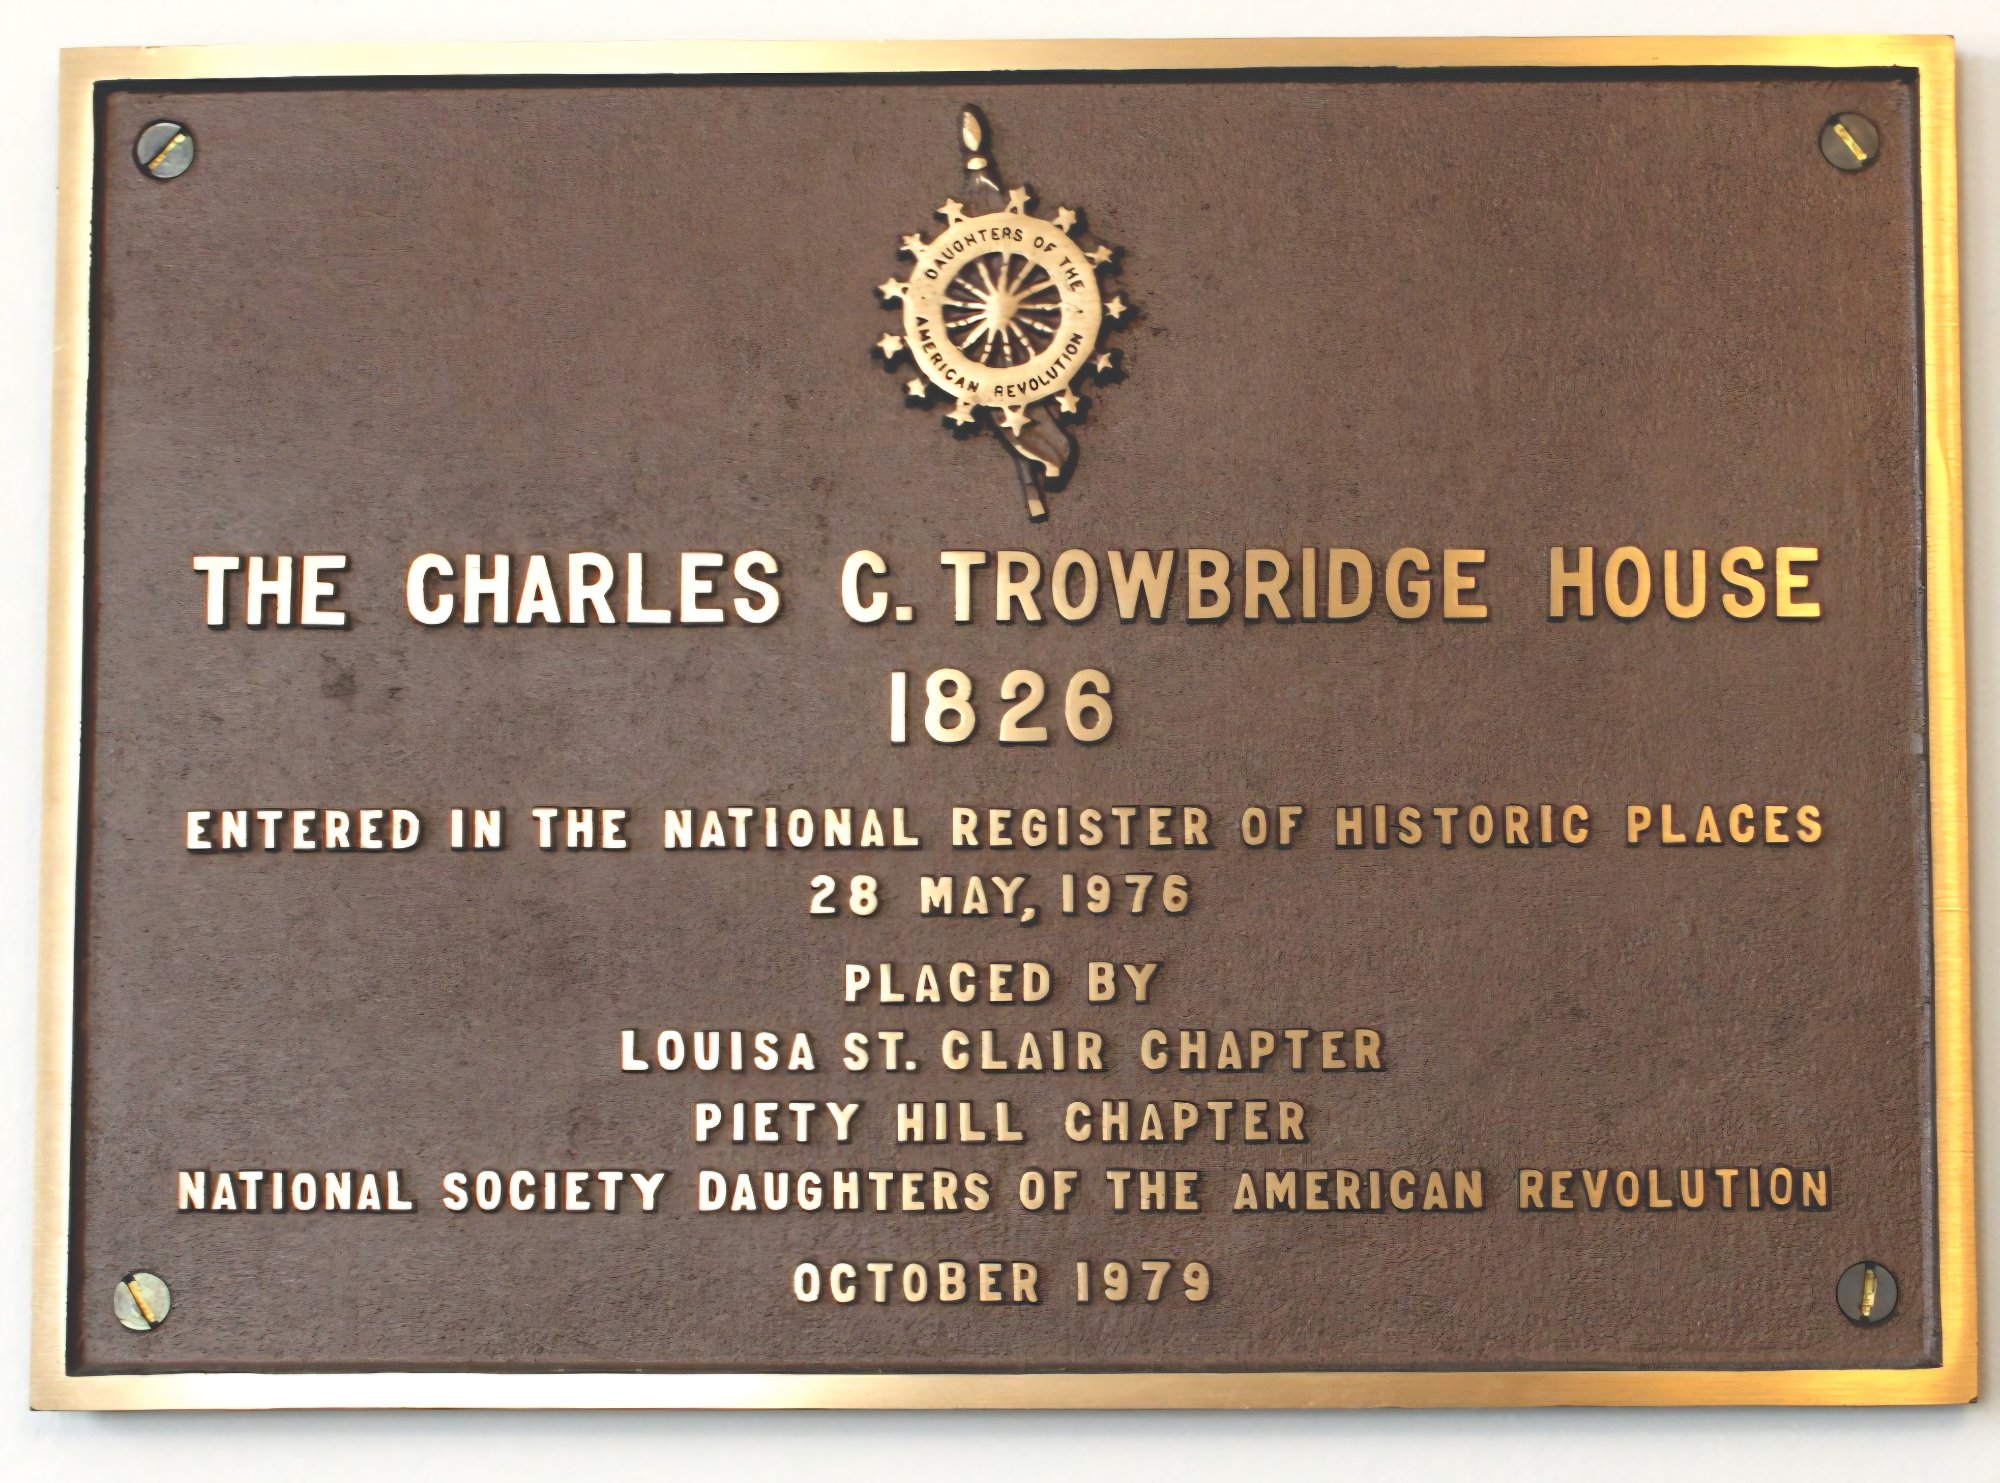 DAUGHTERS OF THE
AMERICAN REVOLUTION
THE CHARLES C. TROWBRIDGE HOUSE
1826
ENTERED IN THE NATIONAL REGISTER OF HISTORIC PLACES
28 MAY, 1976
PLACED BY
LOUISA ST. CLAIR CHAPTER
PIETY HILL CHAPTER
NATIONAL SOCIETY DAUGHTERS OF THE AMERICAN REVOLUTION
OCTOBER 1979